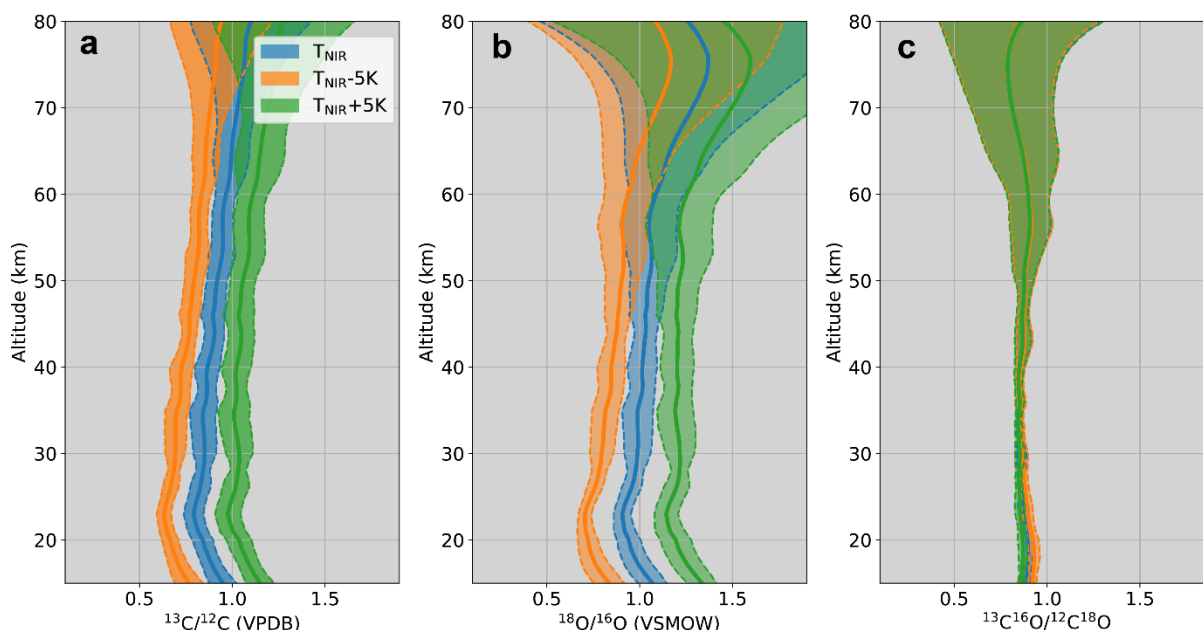 a
T_NIR
T_NIR-5K
T_NIR+5K
80
70
60
50
40
30
20
Altitude (km)
0.5 1.0 1.5
¹³C/¹²C (VPDB)
b
80
70
60
50
40
30
20
Altitude (km)
0.5 1.0 1.5
¹⁸O/¹⁶O (VSMOW)
c
80
70
60
50
40
30
20
Altitude (km)
0.5 1.0 1.5
¹³C¹⁶O/¹²C¹⁸O